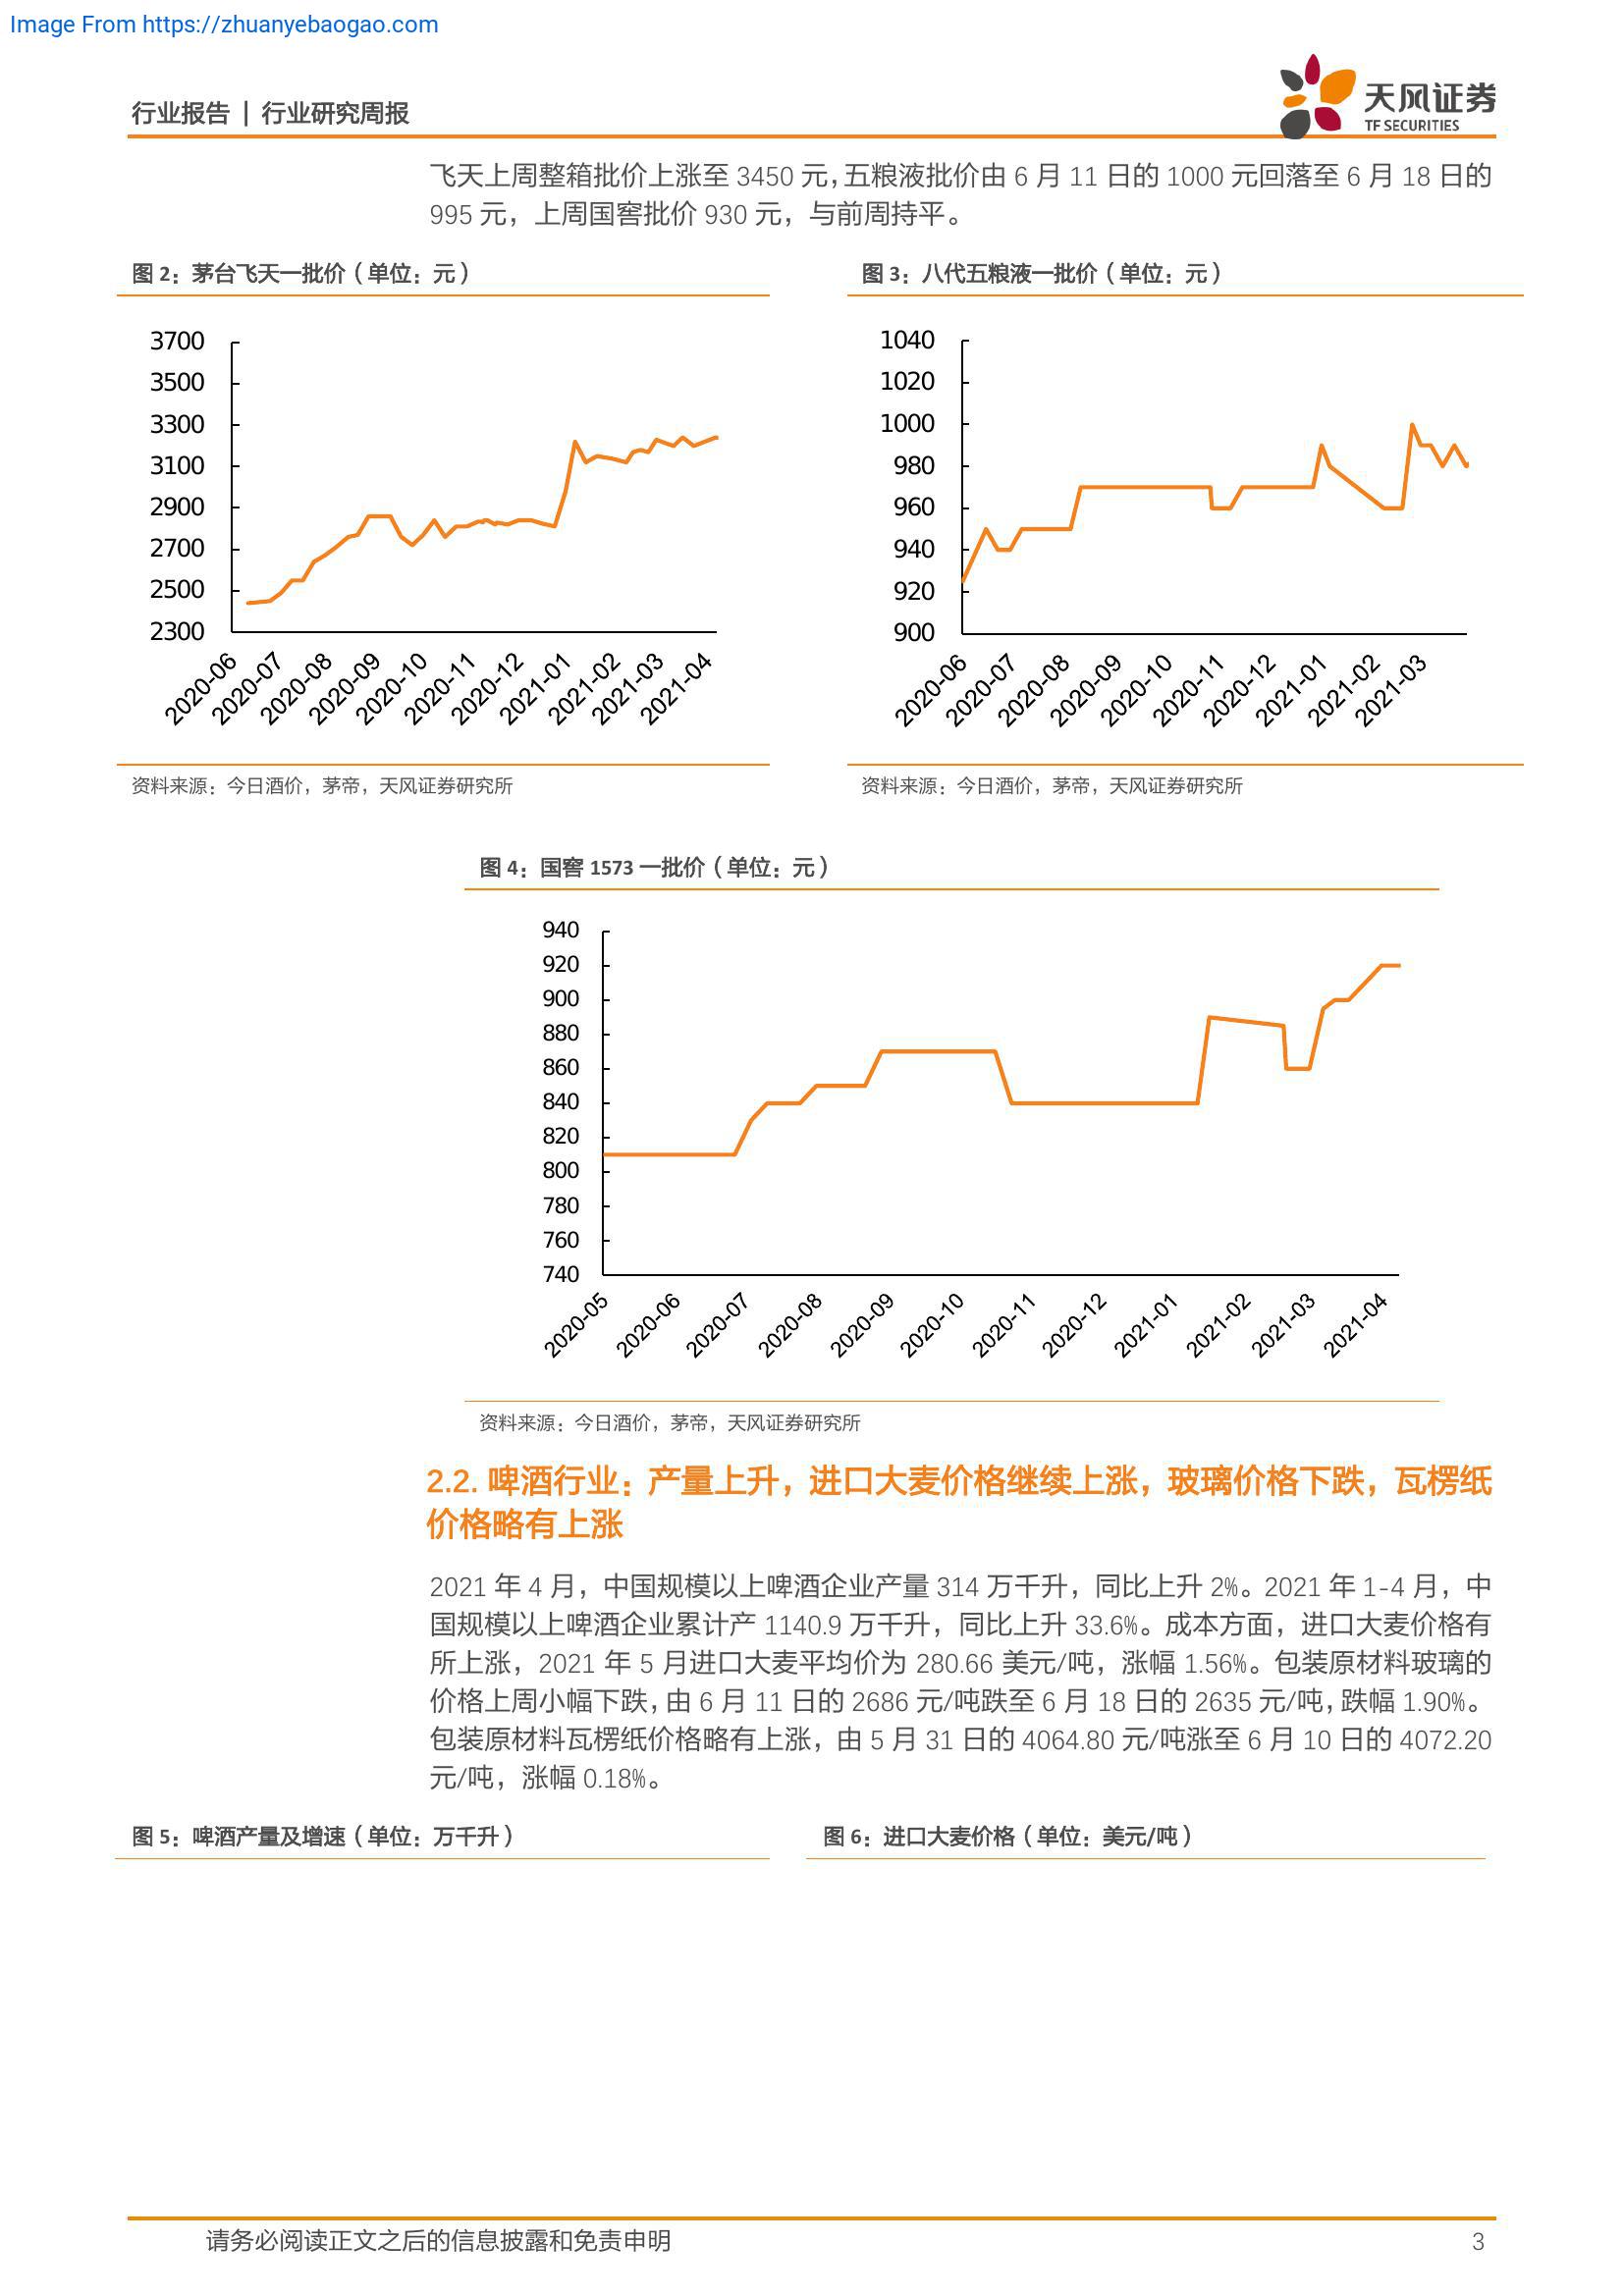 Image From https://zhuanyebaogao.com
行业报告 | 行业研究周报
天风证券
TF SECURITIES
飞天上周整箱批价上涨至 3450 元，五粮液批价由 6 月 11 日的 1000 元回落至 6 月 18 日的
995 元，上周国窖批价 930 元，与前周持平。
图 2：茅台飞天一批价（单位：元）
3700
3500
3300
3100
2900
2700
2500
2300
2020-06
2020-07
2020-08
2020-09
2020-10
2020-11
2020-12
2021-01
2021-02
2021-03
2021-04
资料来源：今日酒价，茅帝，天风证券研究所
图 3：八代五粮液一批价（单位：元）
1040
1020
1000
980
960
940
920
900
2020-06
2020-07
2020-08
2020-09
2020-10
2020-11
2020-12
2021-01
2021-02
2021-03
资料来源：今日酒价，茅帝，天风证券研究所
图 4：国窖 1573 一批价（单位：元）
940
920
900
880
860
840
820
800
780
760
740
2020-05
2020-06
2020-07
2020-08
2020-09
2020-10
2020-11
2020-12
2021-01
2021-02
2021-03
2021-04
资料来源：今日酒价，茅帝，天风证券研究所
2.2. 啤酒行业：产量上升，进口大麦价格继续上涨，玻璃价格下跌，瓦楞纸
价格略有上涨
2021 年 4 月，中国规模以上啤酒企业产量 314 万千升，同比上升 2%。2021 年 1-4 月，中
国规模以上啤酒企业累计产 1140.9 万千升，同比上升 33.6%。成本方面，进口大麦价格有
所上涨，2021 年 5 月进口大麦平均价为 280.66 美元/吨，涨幅 1.56%。包装原材料玻璃的
价格上周小幅下跌，由 6 月 11 日的 2686 元/吨跌至 6 月 18 日的 2635 元/吨，跌幅 1.90%。
包装原材料瓦楞纸价格略有上涨，由 5 月 31 日的 4064.80 元/吨涨至 6 月 10 日的 4072.20
元/吨，涨幅 0.18%。
图 5：啤酒产量及增速（单位：万千升）
图 6：进口大麦价格（单位：美元/吨）
请务必阅读正文之后的信息披露和免责申明
3